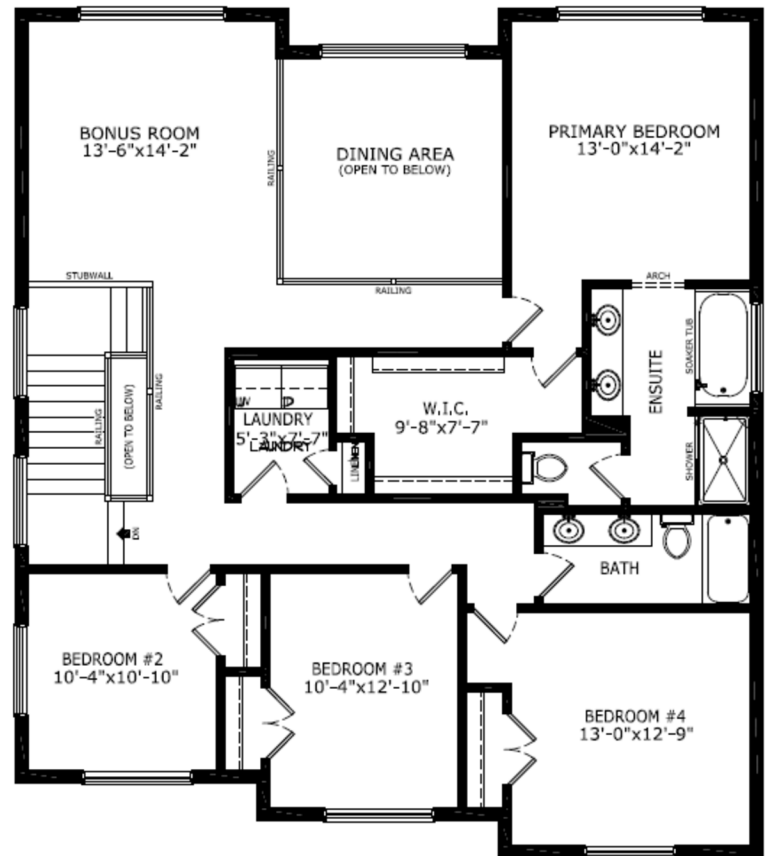 BONUS ROOM
13'-6"x14'-2"
DINING AREA
(OPEN TO BELOW)
PRIMARY BEDROOM
13'-0"x14'-2"
RAILING
STUBWALL
RAILING
ARCH
SOAKER TUB
ENSUITE
RAILING
RAILING
(OPEN TO BELOW)
W
D
LAUNDRY
5'-3"x7'-7"
LAUNDRY
W.I.C.
9'-8"x7'-7"
LINEN
SHOWER
DN
BATH
BEDROOM #2
10'-4"x10'-10"
BEDROOM #3
10'-4"x12'-10"
BEDROOM #4
13'-0"x12'-9"